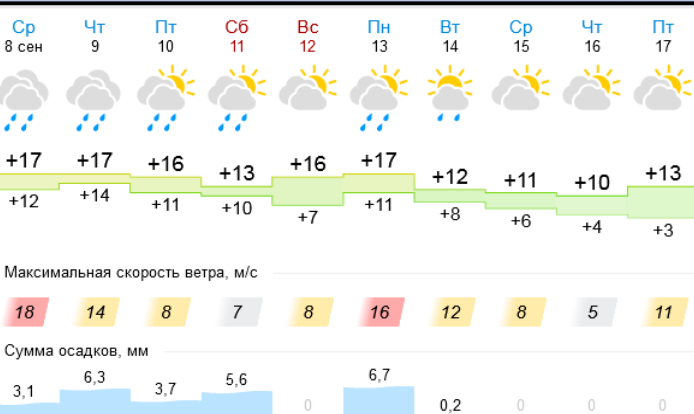 Ср Чт Пт Сб Вс Пн Вт Ср Чт Пт
8 сен 9 10 11 12 13 14 15 16 17
+17 +17 +16 +13 +16 +17 +12 +11 +10 +13
+12 +14 +11 +10 +7 +11 +8 +6 +4 +3
Максимальная скорость ветра, м/с
18 14 8 7 8 16 12 8 5 11
Сумма осадков, мм
3,1 6,3 3,7 5,6 0 6,7 0,2 0 0 0